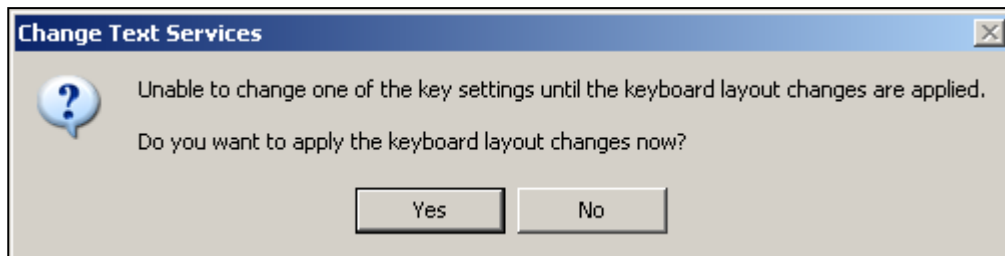 Change Text Services
Unable to change one of the key settings until the keyboard layout changes are applied.
Do you want to apply the keyboard layout changes now?
Yes No